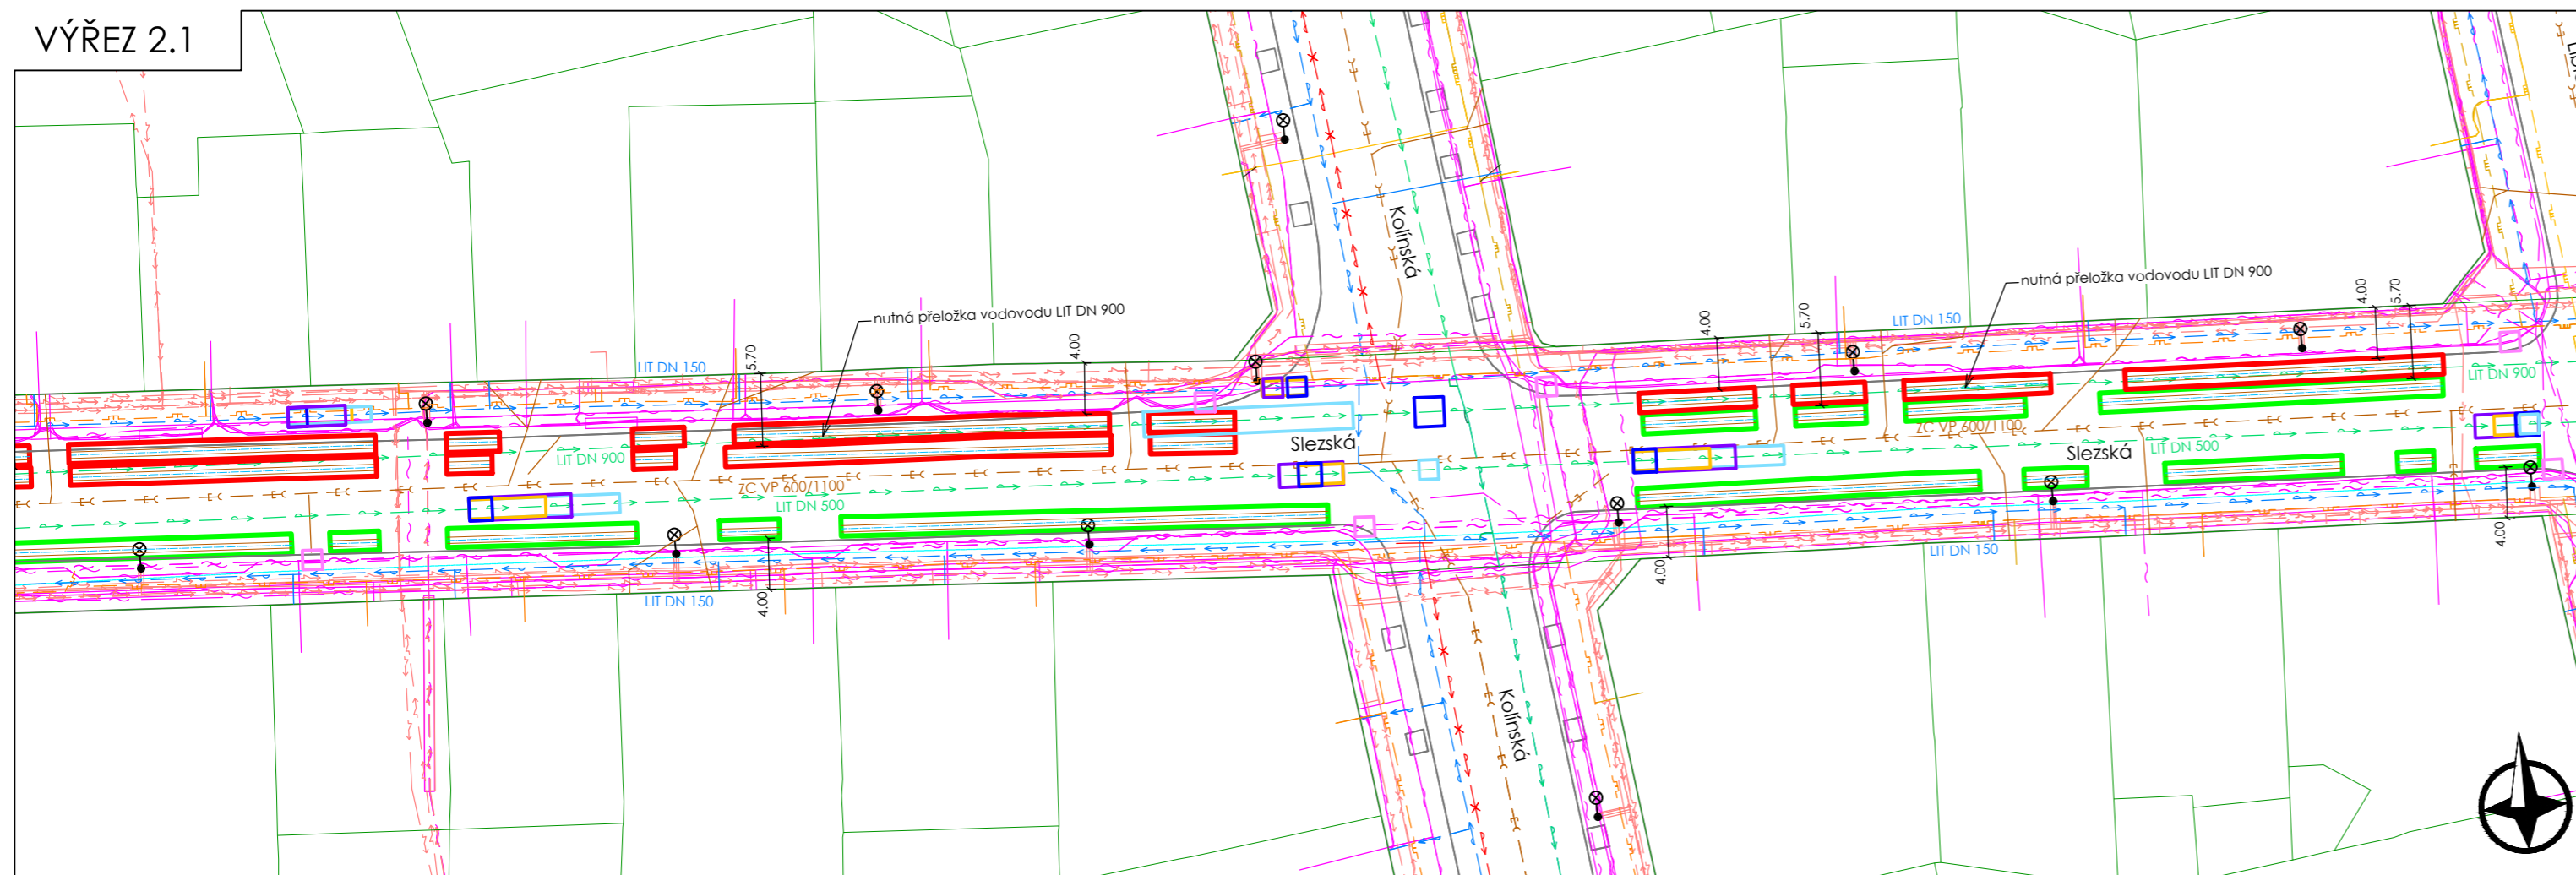 VÝŘEZ 2.1
Kolínská
nutná přeložka vodovodu LIT DN 900
LIT DN 150
5.70
4.00
nutná přeložka vodovodu LIT DN 900
LIT DN 150
4.00
5.70
4.00
5.70
LIT DN 900
LIT DN 900
Slezská
ZC VP 600/1100
Slezská
LIT DN 500
ZC VP 600/1100
LIT DN 500
LIT DN 150
4.00
4.00
LIT DN 150
4.00
Kolínská